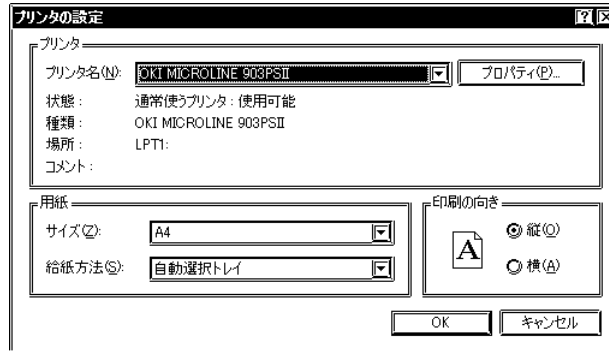 プリンタの設定
プリンタ
プリンタ名(N): OKI MICROLINE 903PSII プロパティ(P)...
状態： 通常使うプリンタ：使用可能
種類： OKI MICROLINE 903PSII
場所： LPT1:
コメント：
用紙
サイズ(Z): A4
給紙方法(S): 自動選択トレイ
印刷の向き
A
縦(O)
横(A)
OK キャンセル